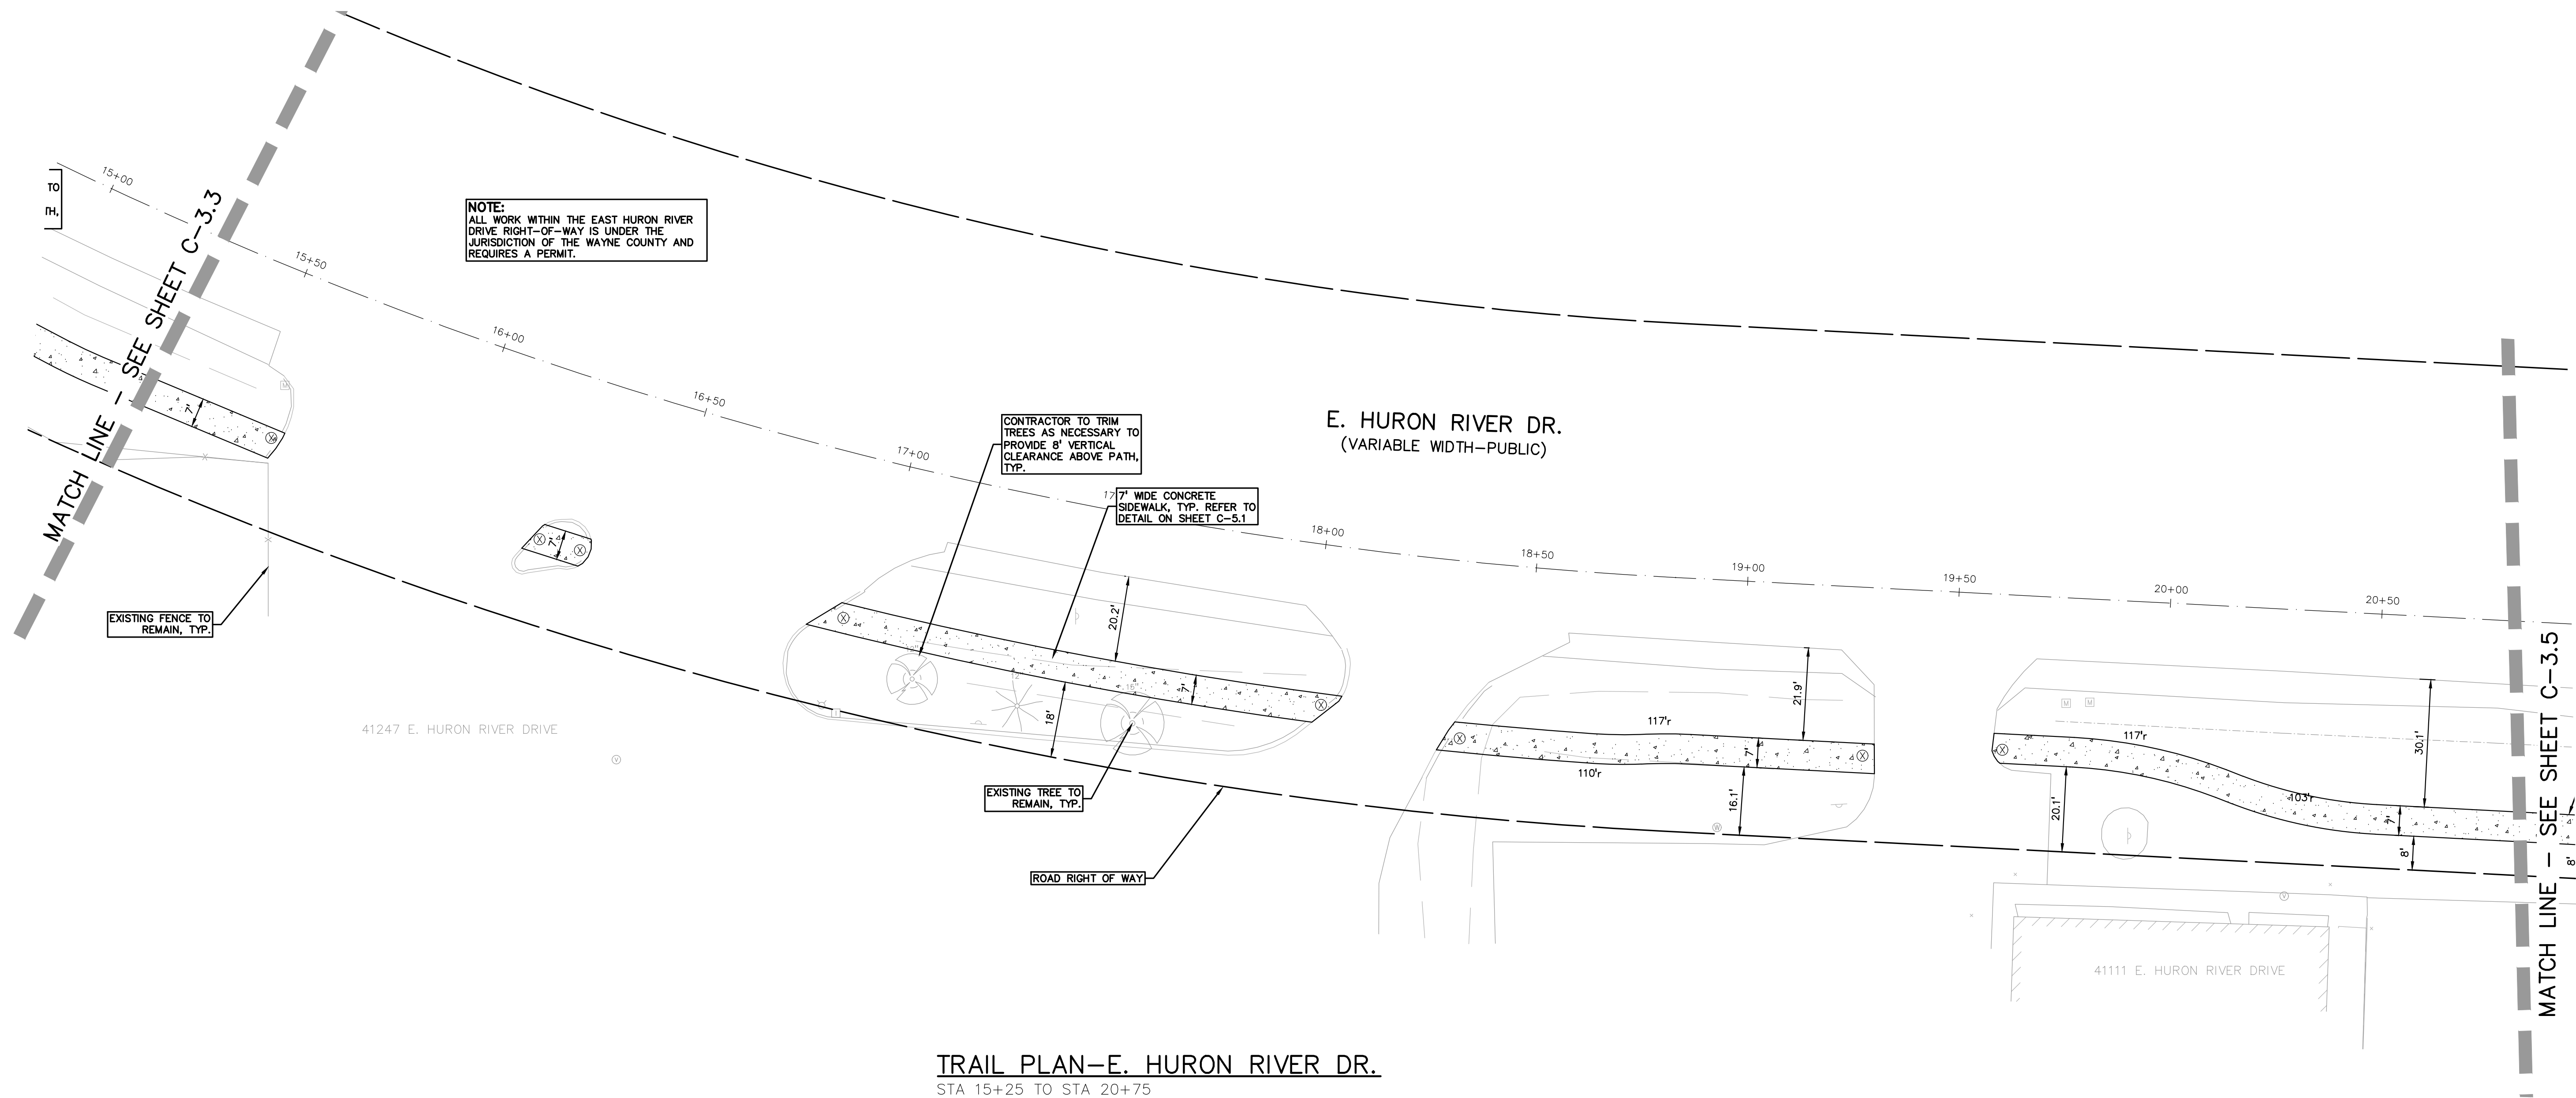 15+00
TO
TH,
MATCH LINE – SEE SHEET C–3.3
NOTE:
ALL WORK WITHIN THE EAST HURON RIVER
DRIVE RIGHT–OF–WAY IS UNDER THE
JURISDICTION OF THE WAYNE COUNTY AND
REQUIRES A PERMIT.
15+50
16+00
16+50
17+00
17
18+00
18+50
19+00
19+50
20+00
20+50
E. HURON RIVER DR.
(VARIABLE WIDTH–PUBLIC)
CONTRACTOR TO TRIM
TREES AS NECESSARY TO
PROVIDE 8' VERTICAL
CLEARANCE ABOVE PATH,
TYP.
7' WIDE CONCRETE
SIDEWALK, TYP. REFER TO
DETAIL ON SHEET C–5.1
M
7'
X
X
X
EXISTING FENCE TO
REMAIN, TYP.
X
7'
X
41247 E. HURON RIVER DRIVE
V
X
20.2'
12"
16"
7'
X
18'
EXISTING TREE TO
REMAIN, TYP.
ROAD RIGHT OF WAY
X
117'r
110'r
21.9'
7'
X
16.1'
W
M
M
X
117'r
103'r
30.1'
20.1'
7'
8'
8'
V
41111 E. HURON RIVER DRIVE
MATCH LINE – SEE SHEET C–3.5
TRAIL PLAN–E. HURON RIVER DR.
STA 15+25 TO STA 20+75